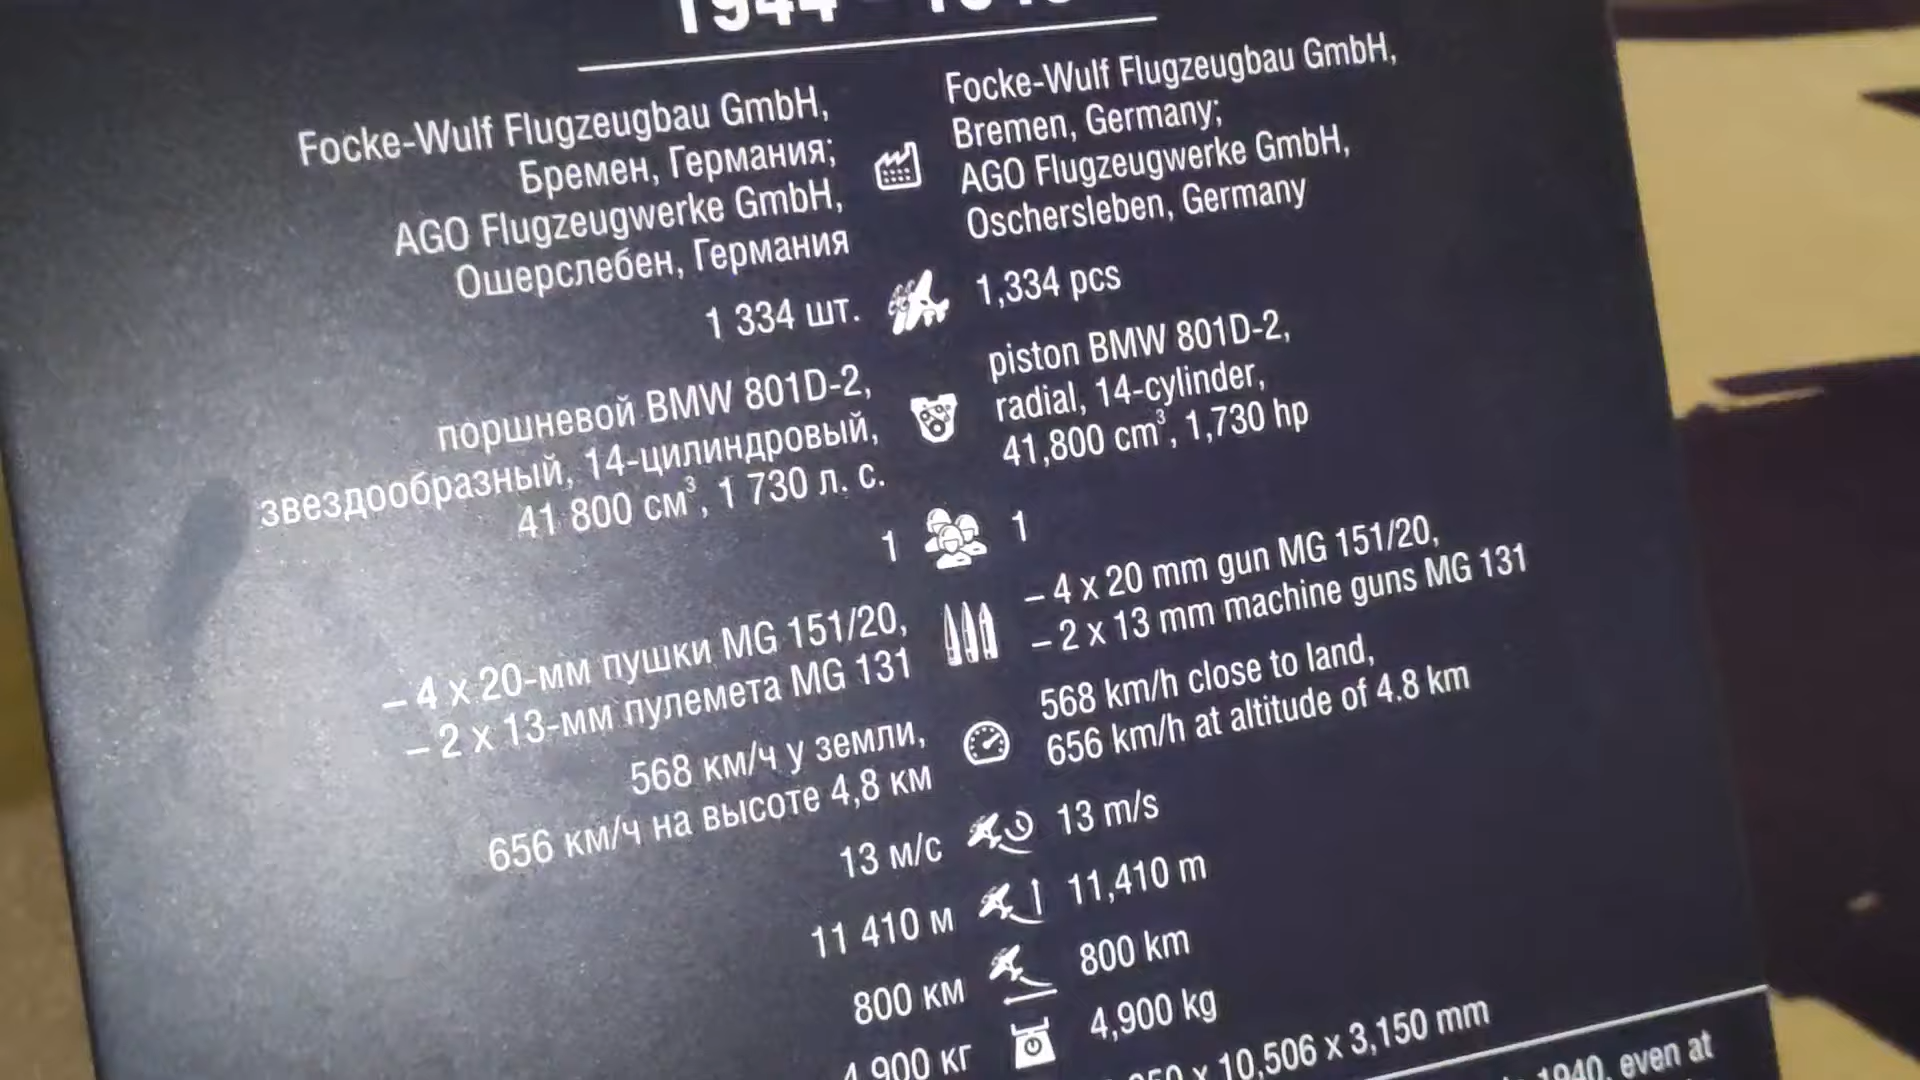 Focke-Wulf Flugzeugbau GmbH,
Бремен, Германия;
AGO Flugzeugwerke GmbH,
Ошерслебен, Германия
Focke-Wulf Flugzeugbau GmbH,
Bremen, Germany;
AGO Flugzeugwerke GmbH,
Oschersleben, Germany
1 334 шт.
1,334 pcs
поршневой BMW 801D-2,
звездообразный, 14-цилиндровый,
41 800 см³, 1 730 л. с.
piston BMW 801D-2,
radial, 14-cylinder,
41,800 cm³, 1,730 hp
1
1
– 4 x 20-мм пушки MG 151/20,
– 2 x 13-мм пулемета MG 131
– 4 x 20 mm gun MG 151/20,
– 2 x 13 mm machine guns MG 131
568 км/ч у земли,
656 км/ч на высоте 4,8 км
568 km/h close to land,
656 km/h at altitude of 4.8 km
13 м/с
13 m/s
11 410 м
11,410 m
800 км
800 km
4 900 кг
4,900 kg
x 10,506 x 3,150 mm
1940, even at